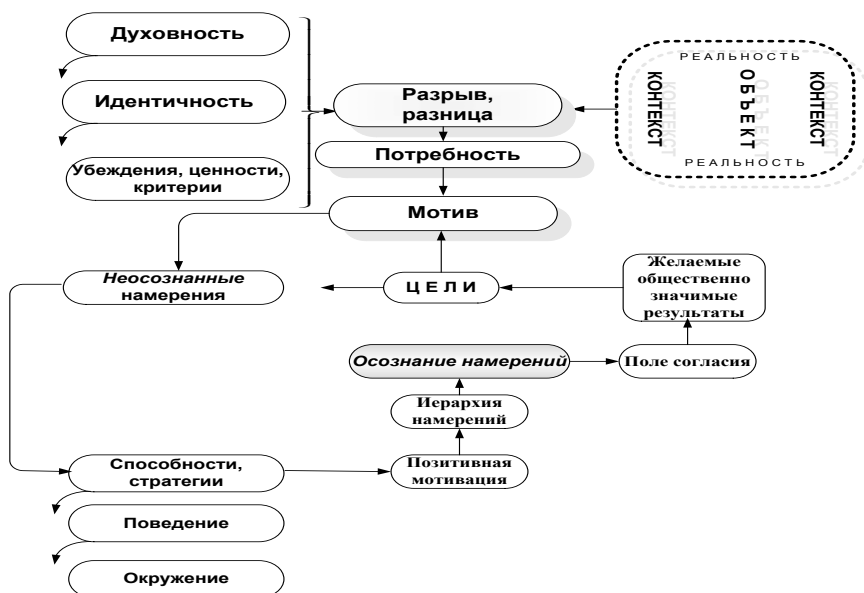 Духовность
Идентичность
Убеждения, ценности,
критерии
Разрыв,
разница
Потребность
Мотив
РЕАЛЬНОСТЬ
КОНТЕКСТ
ОБЪЕКТ
КОНТЕКСТ
РЕАЛЬНОСТЬ
Неосознанные
намерения
ЦЕЛИ
Желаемые
общественно
значимые
результаты
Осознание намерений
Поле согласия
Иерархия
намерений
Способности,
стратегии
Позитивная
мотивация
Поведение
Окружение